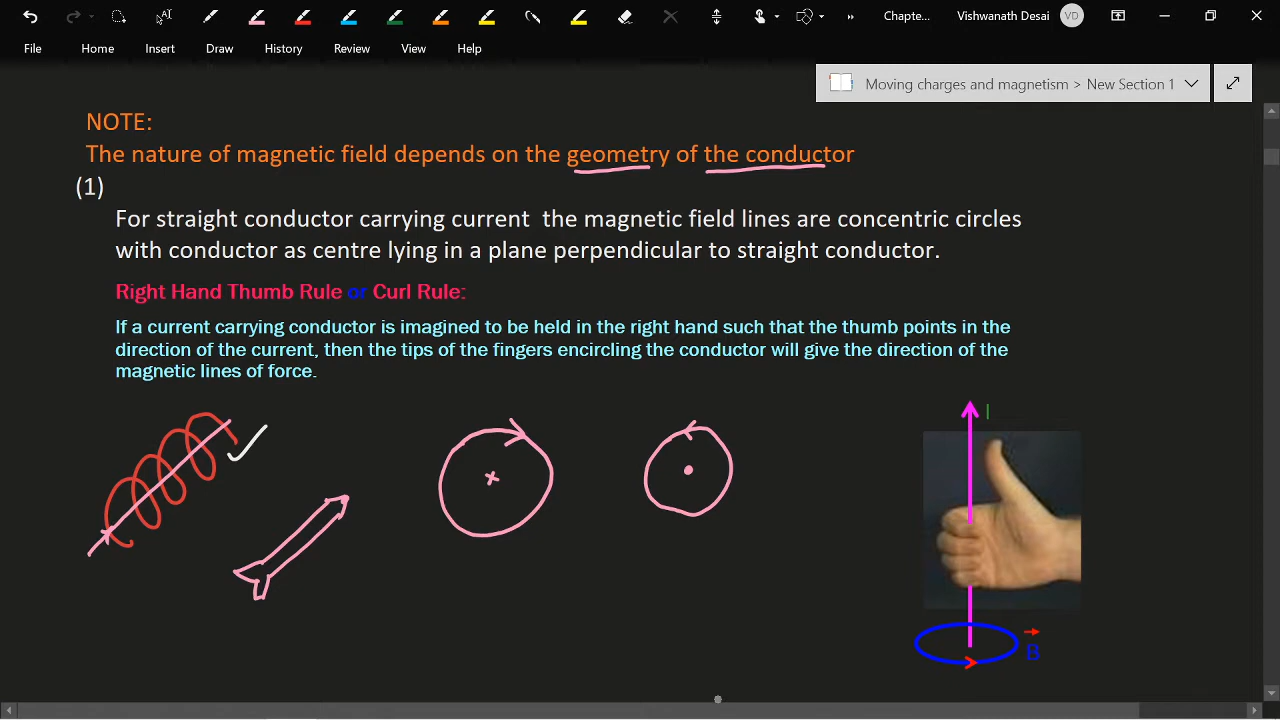 Chapte...
Vishwanath Desai
VD
File
Home
Insert
Draw
History
Review
View
Help
Moving charges and magnetism > New Section 1
NOTE:
The nature of magnetic field depends on the geometry of the conductor
(1)
For straight conductor carrying current the magnetic field lines are concentric circles
with conductor as centre lying in a plane perpendicular to straight conductor.
Right Hand Thumb Rule or Curl Rule:
If a current carrying conductor is imagined to be held in the right hand such that the thumb points in the
direction of the current, then the tips of the fingers encircling the conductor will give the direction of the
magnetic lines of force.
I
B